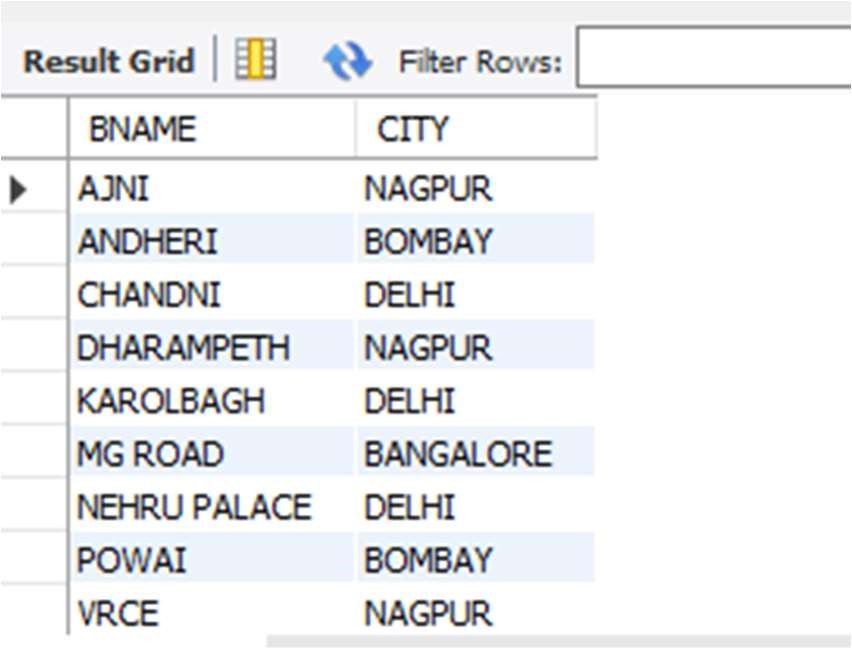 Result Grid Filter Rows:
BNAME CITY
AJNI NAGPUR
ANDHERI BOMBAY
CHANDNI DELHI
DHARAMPETH NAGPUR
KAROLBAGH DELHI
MG ROAD BANGALORE
NEHRU PALACE DELHI
POWAI BOMBAY
VRCE NAGPUR